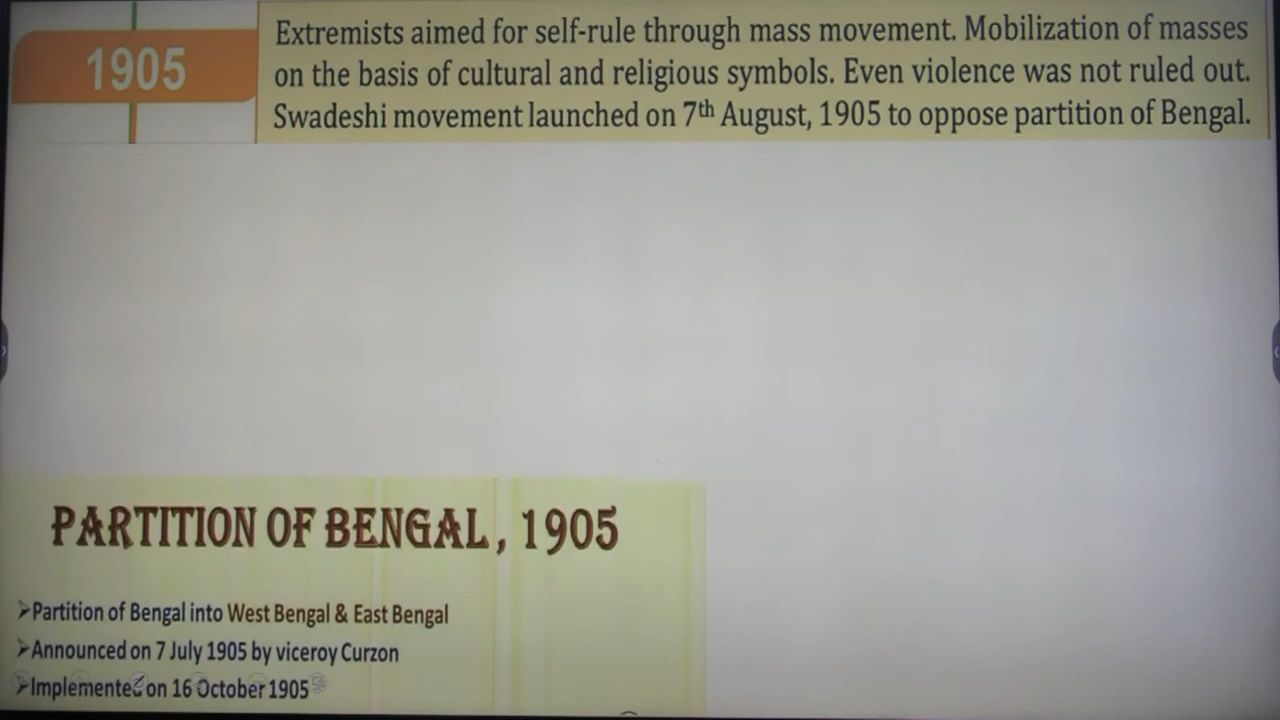 1905
Extremists aimed for self-rule through mass movement. Mobilization of masses
on the basis of cultural and religious symbols. Even violence was not ruled out.
Swadeshi movement launched on 7th August, 1905 to oppose partition of Bengal.
PARTITION OF BENGAL, 1905
➢Partition of Bengal into West Bengal & East Bengal
➢Announced on 7 July 1905 by viceroy Curzon
➢Implemented on 16 October 1905